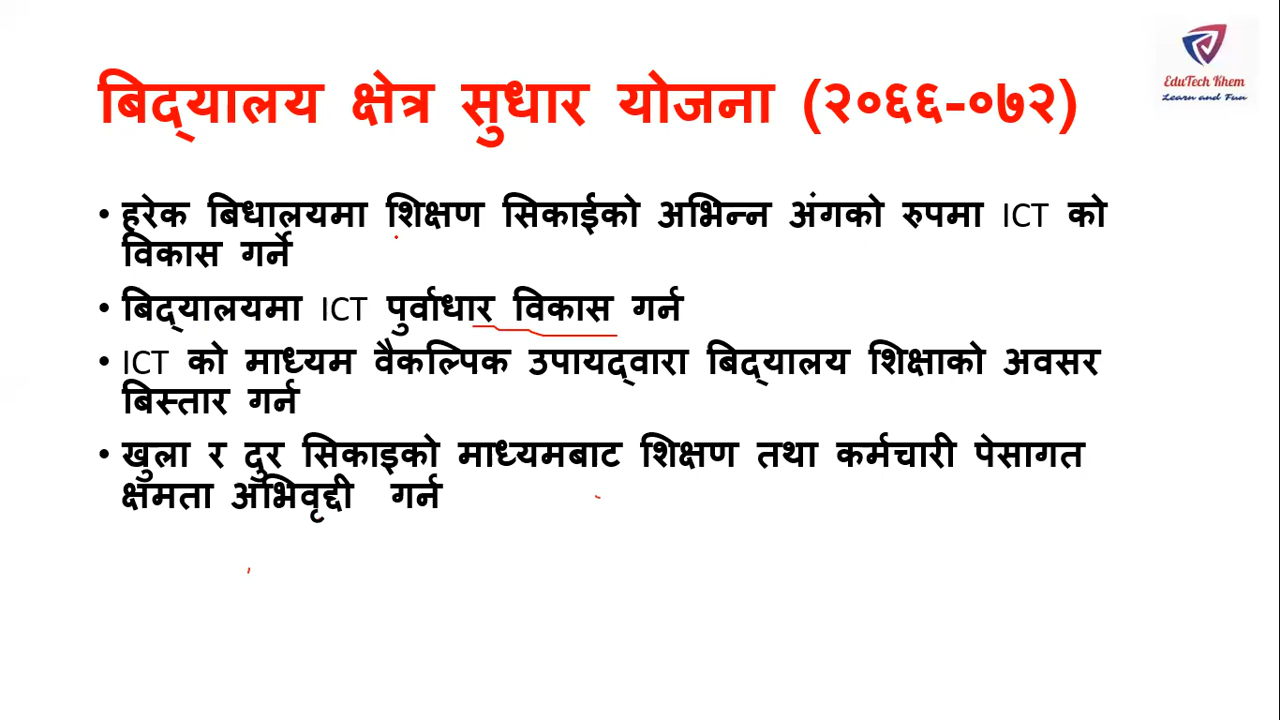 EduTech Khem
Learn and Fun
बिद्यालय क्षेत्र सुधार योजना (२०६६-०७२)
• हरेक बिधालयमा शिक्षण सिकाईको अभिन्न अंगको रुपमा ICT को
विकास गर्ने
• बिद्यालयमा ICT पुर्वाधार विकास गर्न
• ICT को माध्यम वैकल्पिक उपायद्वारा बिद्यालय शिक्षाको अवसर
बिस्तार गर्न
• खुला र दुर सिकाइको माध्यमबाट शिक्षण तथा कर्मचारी पेसागत
क्षमता अभिवृद्दी गर्न